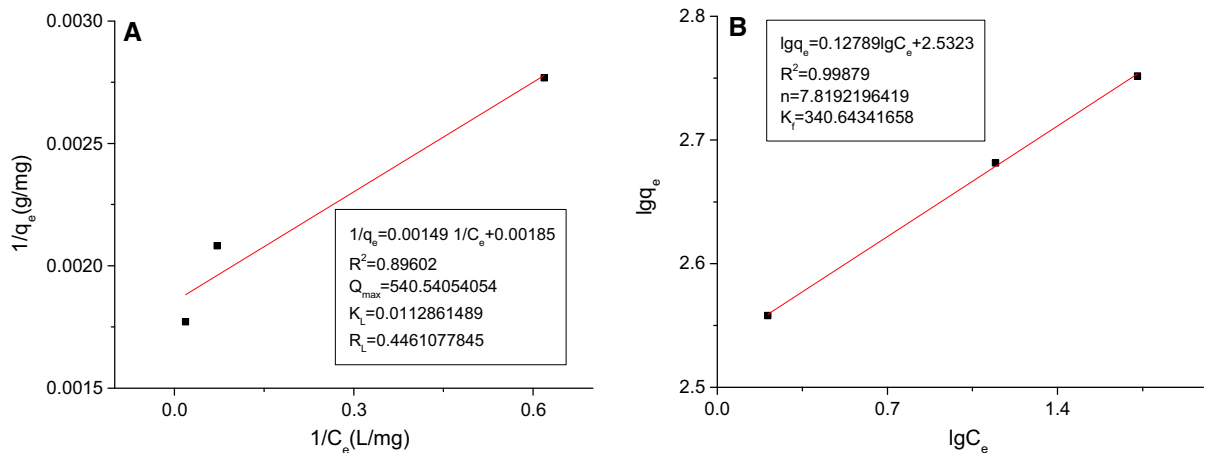 A
0.0030
0.0025
0.0020
0.0015
1/qe(g/mg)
0.0
0.3
0.6
1/Ce(L/mg)
1/qe=0.00149 1/Ce+0.00185
R2=0.89602
Qmax=540.54054054
KL=0.0112861489
RL=0.4461077845
B
2.8
2.7
2.6
2.5
lgqe
0.0
0.7
1.4
lgCe
lgqe=0.12789lgCe+2.5323
R2=0.99879
n=7.8192196419
Kf=340.64341658